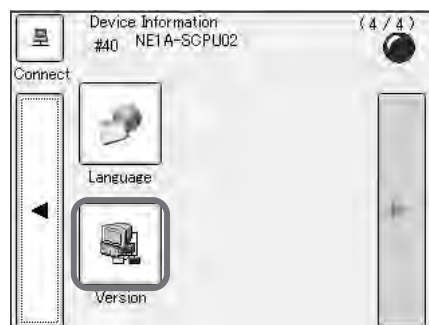 Device Information
(4/4)
#40 NE1A-SCPU02
Connect
Language
Version